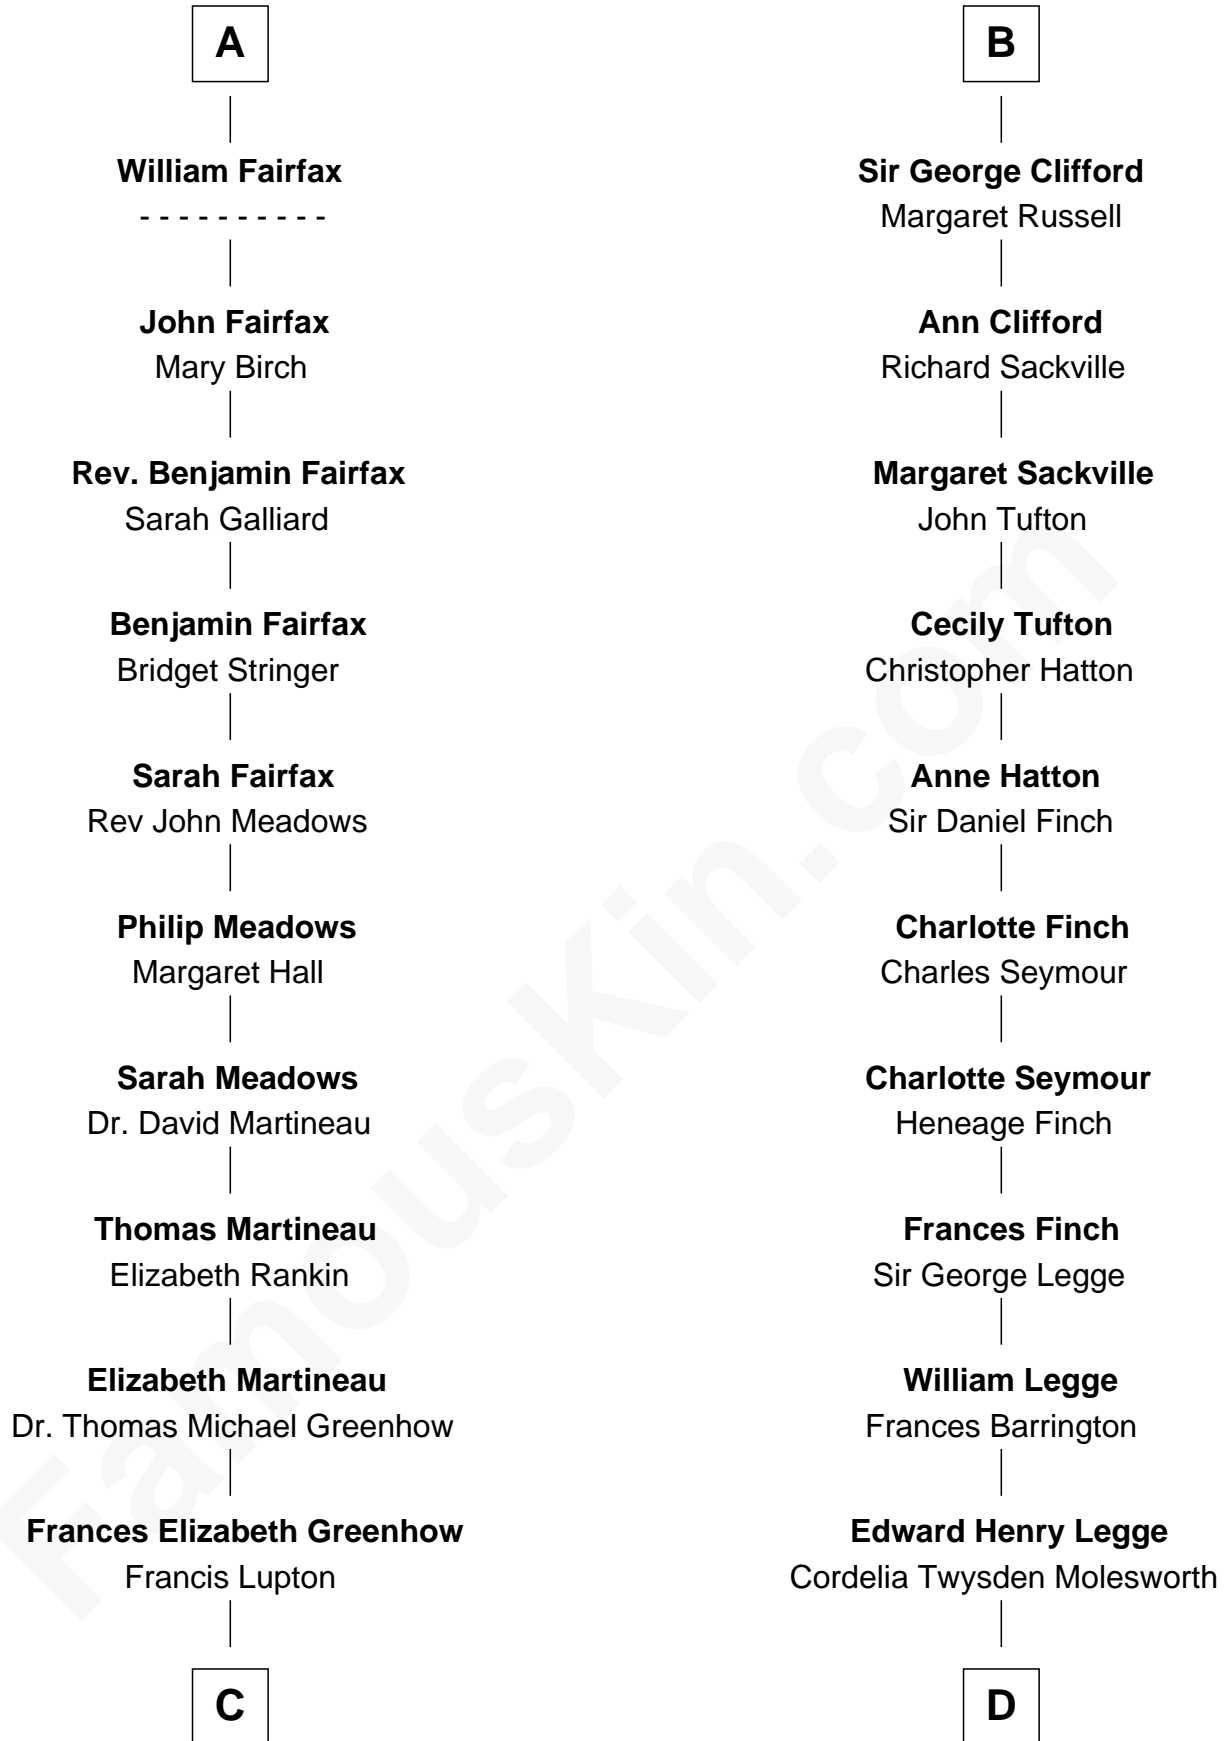 A
William Fairfax
- - - - - - - - - -
John Fairfax
Mary Birch
Rev. Benjamin Fairfax
Sarah Galliard
Benjamin Fairfax
Bridget Stringer
Sarah Fairfax
Rev John Meadows
Philip Meadows
Margaret Hall
Sarah Meadows
Dr. David Martineau
Thomas Martineau
Elizabeth Rankin
Elizabeth Martineau
Dr. Thomas Michael Greenhow
Frances Elizabeth Greenhow
Francis Lupton
C
B
Sir George Clifford
Margaret Russell
Ann Clifford
Richard Sackville
Margaret Sackville
John Tufton
Cecily Tufton
Christopher Hatton
Anne Hatton
Sir Daniel Finch
Charlotte Finch
Charles Seymour
Charlotte Seymour
Heneage Finch
Frances Finch
Sir George Legge
William Legge
Frances Barrington
Edward Henry Legge
Cordelia Twysden Molesworth
D
FamousKin.com